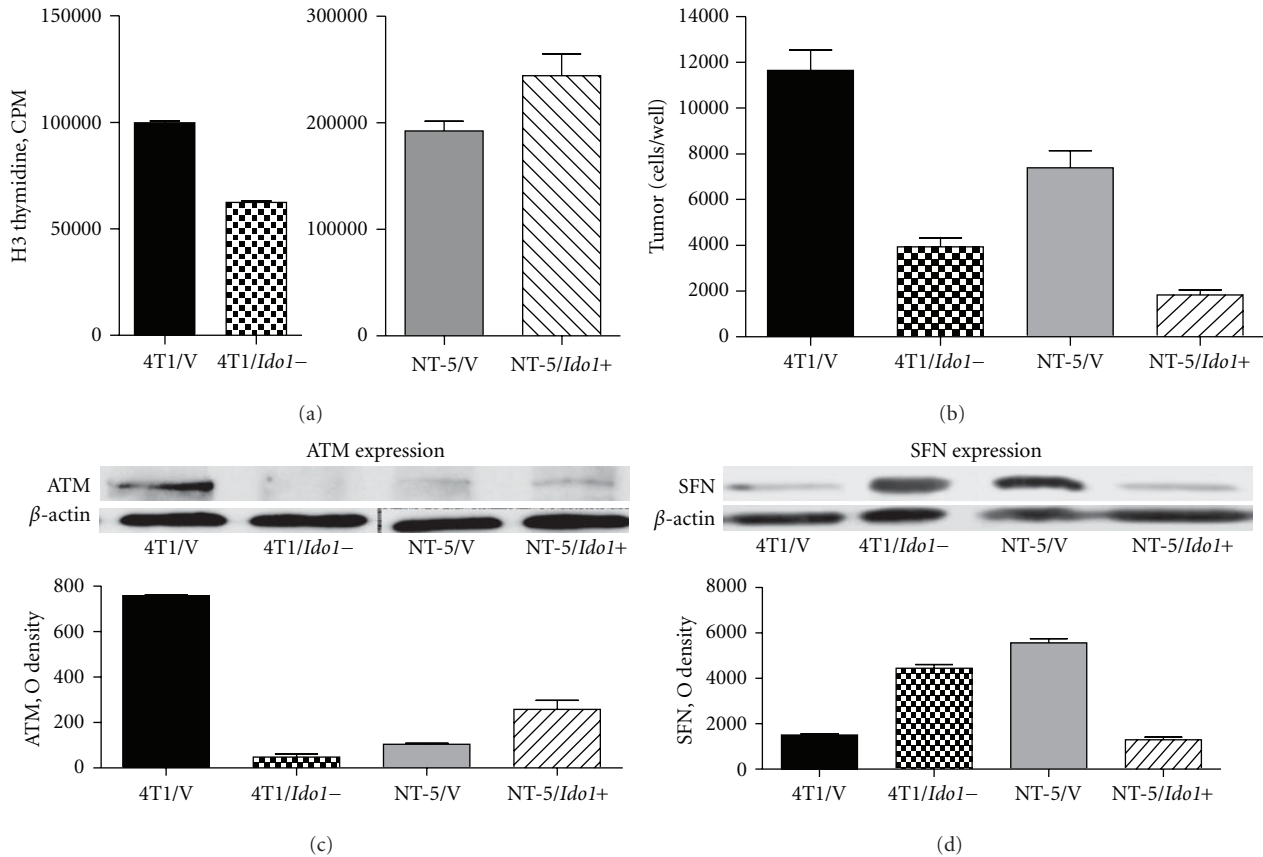 H3 thymidine, CPM
150000
100000
50000
0
4T1/V
4T1/Ido1−
300000
200000
100000
0
NT-5/V
NT-5/Ido1+
(a)
Tumor (cells/well)
14000
12000
10000
8000
6000
4000
2000
0
4T1/V
4T1/Ido1−
NT-5/V
NT-5/Ido1+
(b)
ATM expression
ATM
β-actin
4T1/V
4T1/Ido1−
NT-5/V
NT-5/Ido1+
ATM, O density
800
600
400
200
0
4T1/V
4T1/Ido1−
NT-5/V
NT-5/Ido1+
(c)
SFN expression
SFN
β-actin
4T1/V
4T1/Ido1−
NT-5/V
NT-5/Ido1+
SFN, O density
8000
6000
4000
2000
0
4T1/V
4T1/Ido1−
NT-5/V
NT-5/Ido1+
(d)